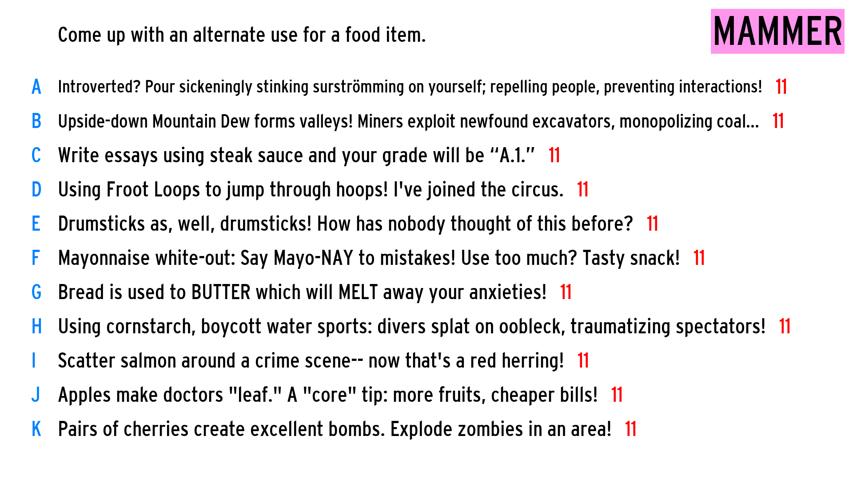 Come up with an alternate use for a food item.
MAMMER
A Introverted? Pour sickeningly stinking surströmming on yourself; repelling people, preventing interactions! 11
B Upside-down Mountain Dew forms valleys! Miners exploit newfound excavators, monopolizing coal... 11
C Write essays using steak sauce and your grade will be “A.1.” 11
D Using Froot Loops to jump through hoops! I've joined the circus. 11
E Drumsticks as, well, drumsticks! How has nobody thought of this before? 11
F Mayonnaise white-out: Say Mayo-NAY to mistakes! Use too much? Tasty snack! 11
G Bread is used to BUTTER which will MELT away your anxieties! 11
H Using cornstarch, boycott water sports: divers splat on oobleck, traumatizing spectators! 11
I Scatter salmon around a crime scene-- now that's a red herring! 11
J Apples make doctors "leaf." A "core" tip: more fruits, cheaper bills! 11
K Pairs of cherries create excellent bombs. Explode zombies in an area! 11